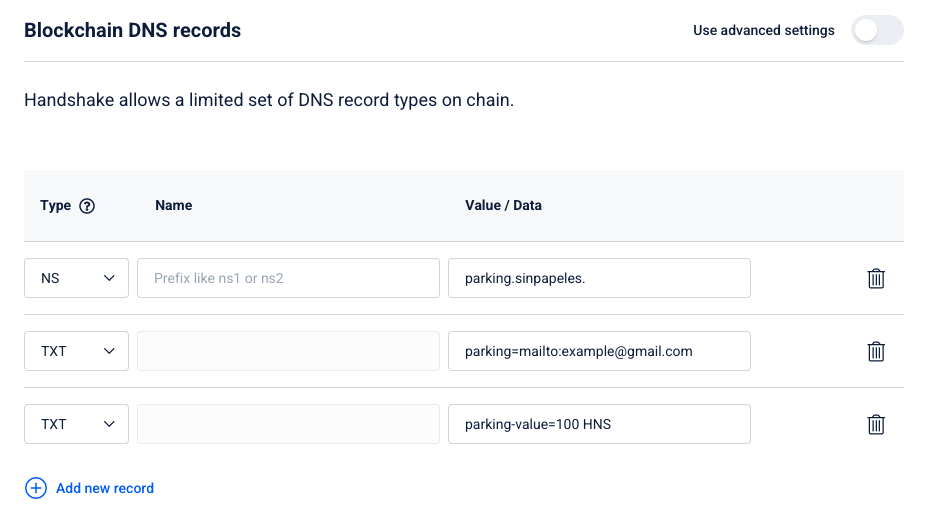 Blockchain DNS records
Use advanced settings
Handshake allows a limited set of DNS record types on chain.
Type ? Name Value / Data
NS Prefix like ns1 or ns2 parking.sinpapeles.
TXT parking=mailto:example@gmail.com
TXT parking-value=100 HNS
Add new record